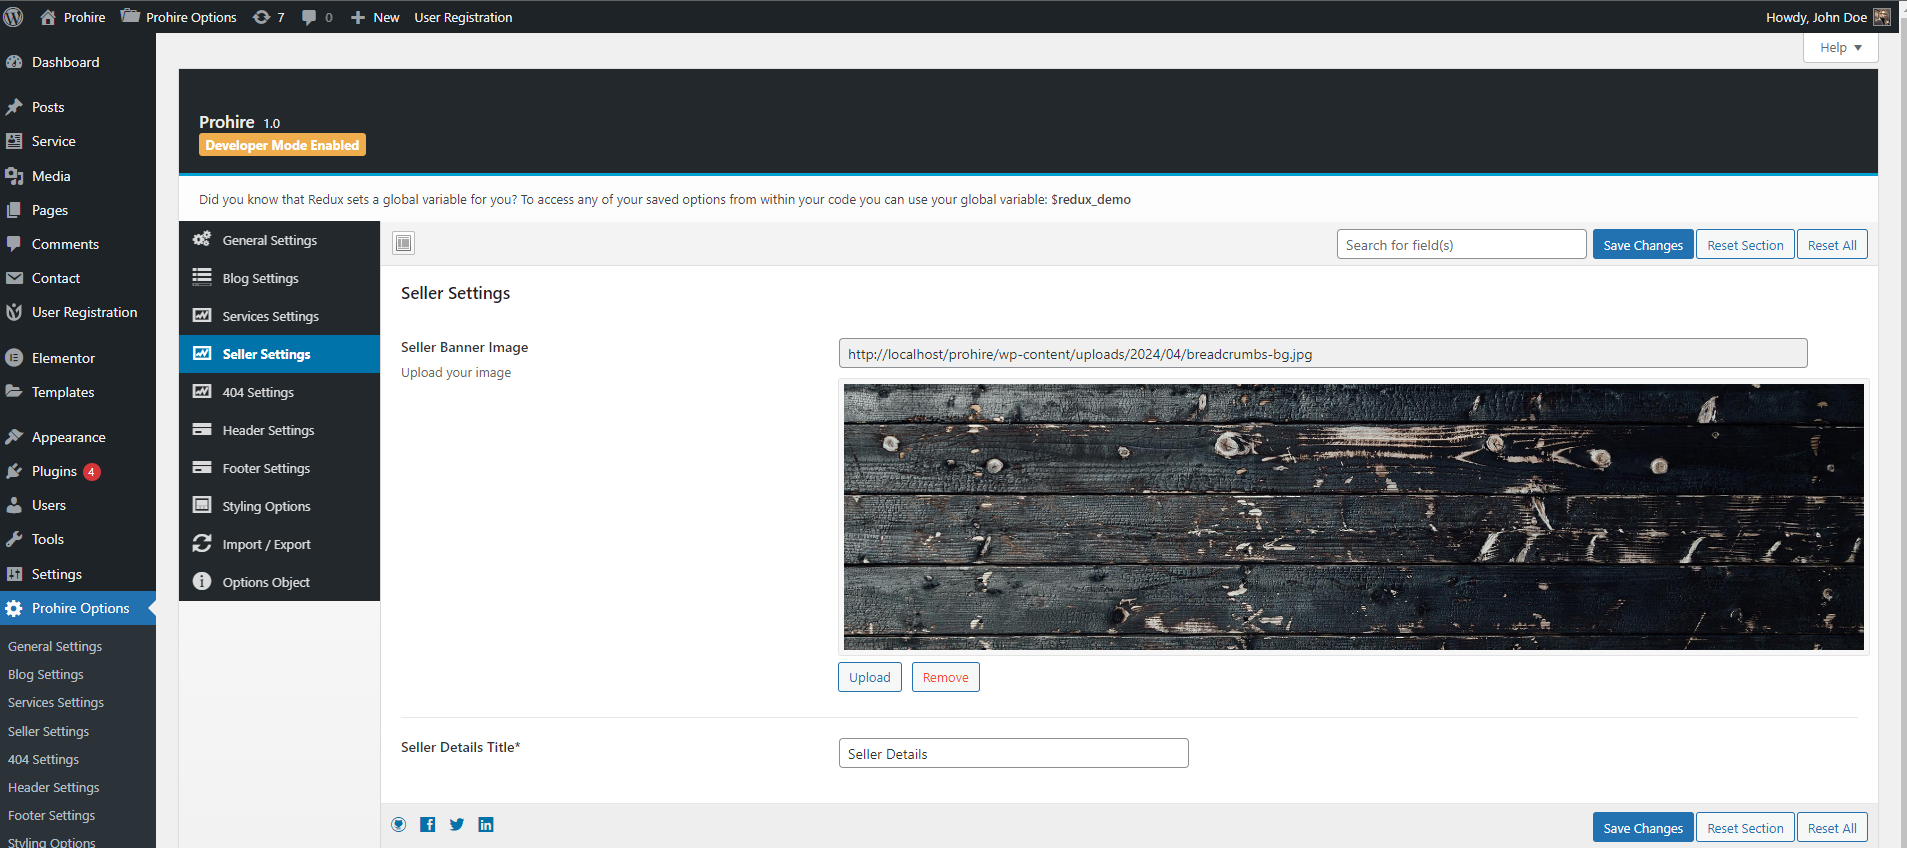 Prohire
Prohire Options
7
0
New
User Registration
Howdy, John Doe
Help
Dashboard
Posts
Service
Media
Pages
Comments
Contact
User Registration
Elementor
Templates
Appearance
Plugins 4
Users
Tools
Settings
Prohire Options
General Settings
Blog Settings
Services Settings
Seller Settings
404 Settings
Header Settings
Footer Settings
Styling Options
Prohire 1.0
Developer Mode Enabled
Did you know that Redux sets a global variable for you? To access any of your saved options from within your code you can use your global variable: $redux_demo
General Settings
Blog Settings
Services Settings
Seller Settings
404 Settings
Header Settings
Footer Settings
Styling Options
Import / Export
Options Object
Search for field(s)
Save Changes
Reset Section
Reset All
Seller Settings
Seller Banner Image
Upload your image
http://localhost/prohire/wp-content/uploads/2024/04/breadcrumbs-bg.jpg
Upload
Remove
Seller Details Title*
Seller Details
Save Changes
Reset Section
Reset All